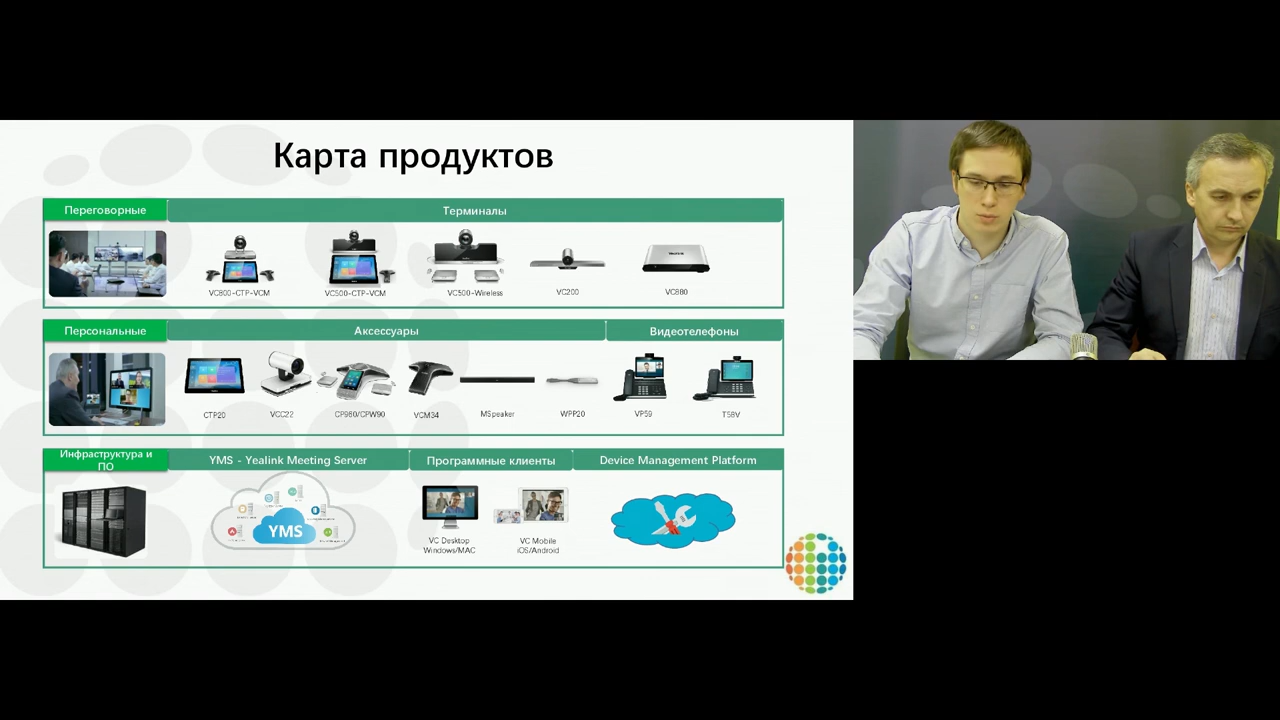 Карта продуктов
Переговорные
Терминалы
VC800-CTP-VCM
VC500-CTP-VCM
VC500-Wireless
VC200
VC880
Персональные
Аксессуары
Видеотелефоны
CTP20
VCC22
CP960/CPW90
VCM34
MSpeaker
WPP20
VP59
T58V
Инфраструктура и
ПО
YMS - Yealink Meeting Server
Программные клиенты
Device Management Platform
YMS
VC Desktop
Windows/MAC
VC Mobile
iOS/Android